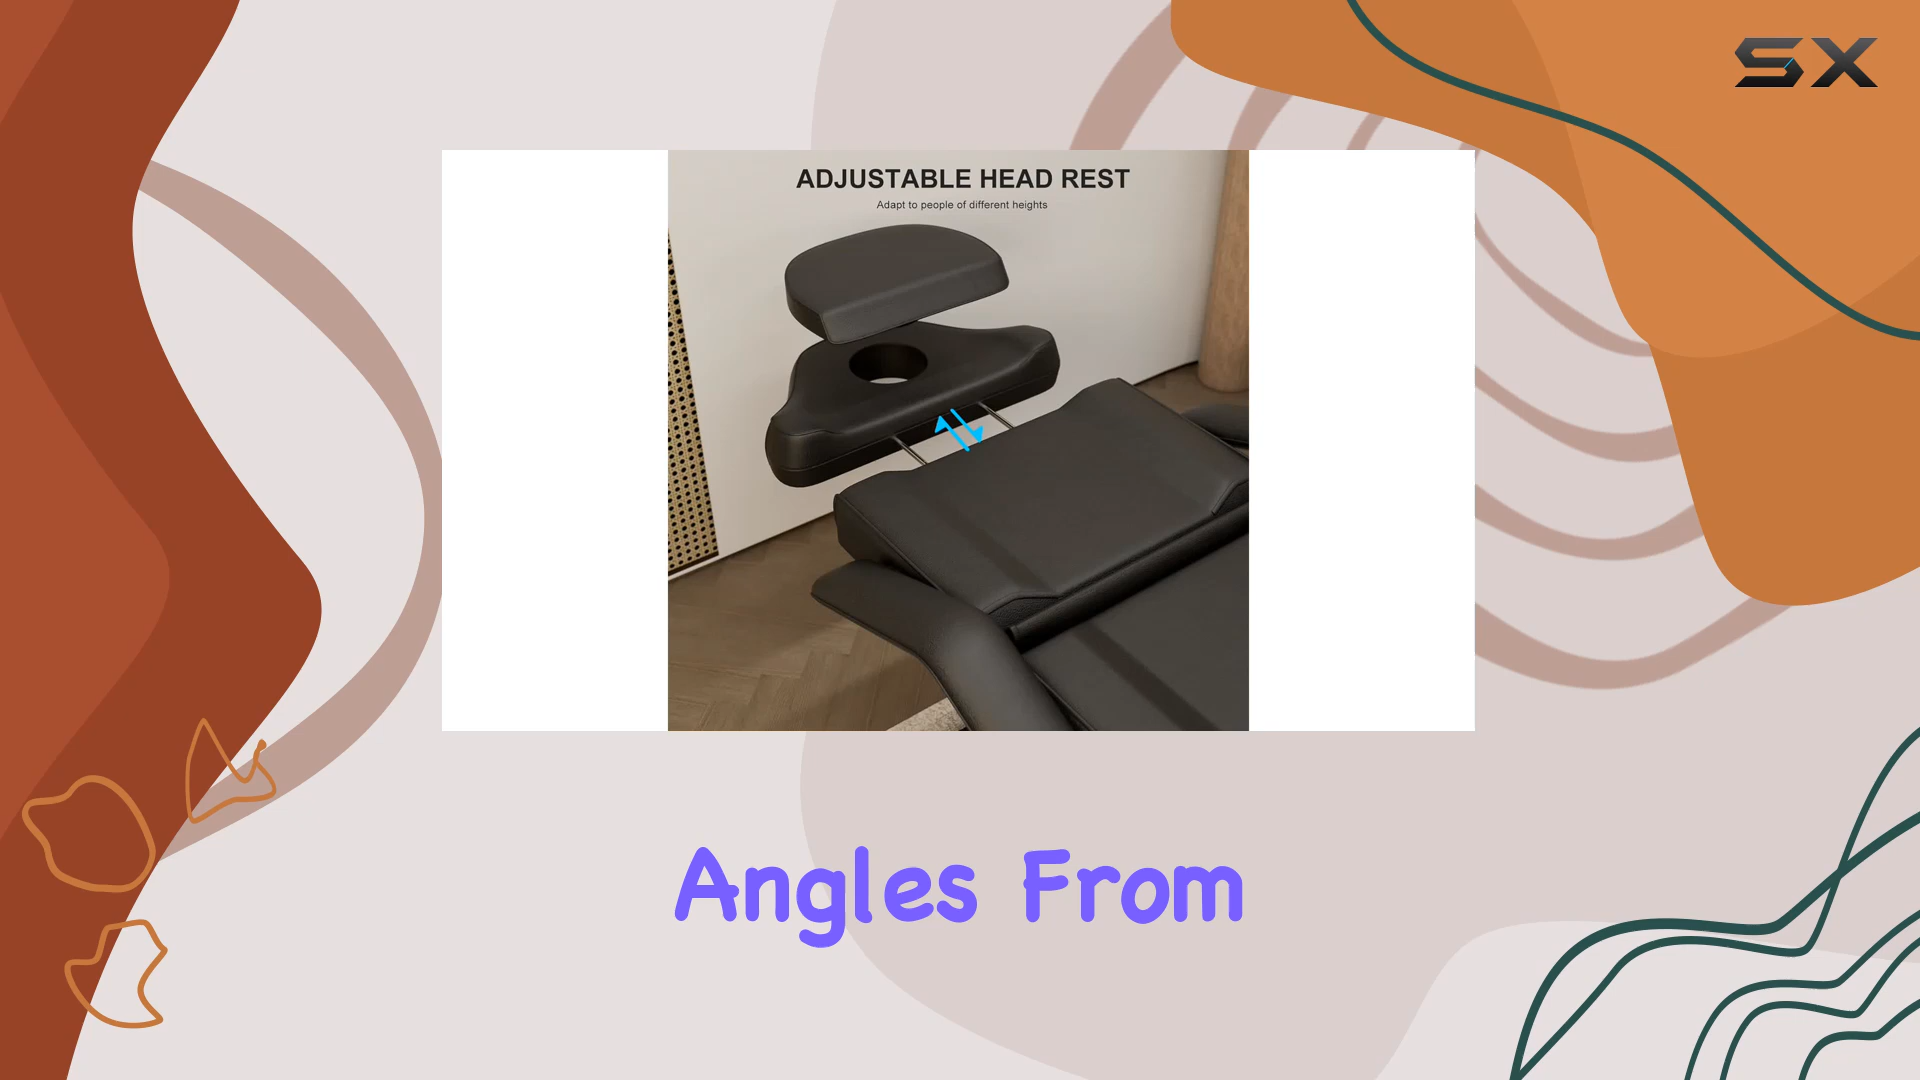 SX
ADJUSTABLE HEAD REST
Adapt to people of different heights
Angles From